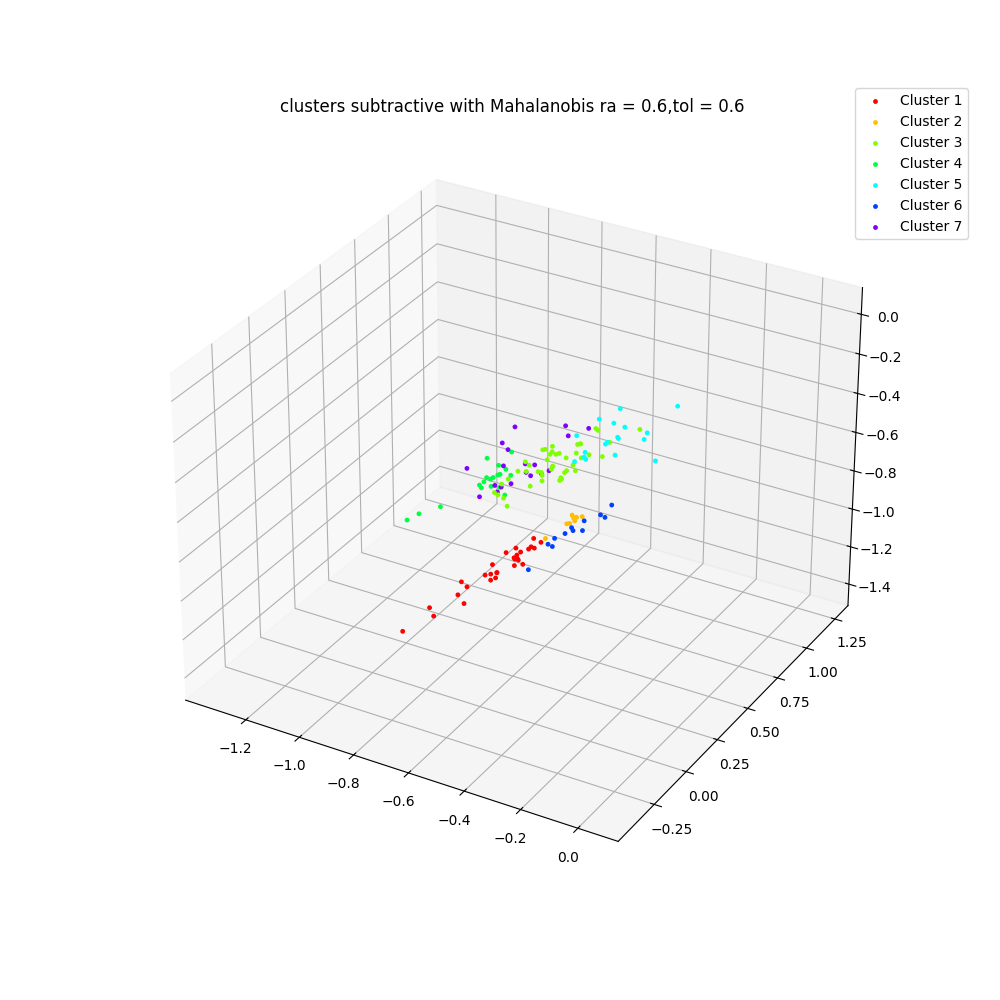 clusters subtractive with Mahalanobis ra = 0.6,tol = 0.6
Cluster 1
Cluster 2
Cluster 3
Cluster 4
Cluster 5
Cluster 6
Cluster 7
0.0
−0.2
−0.4
−0.6
−0.8
−1.0
−1.2
−1.4
1.25
1.00
0.75
0.50
0.25
0.00
−0.25
−1.2
−1.0
−0.8
−0.6
−0.4
−0.2
0.0